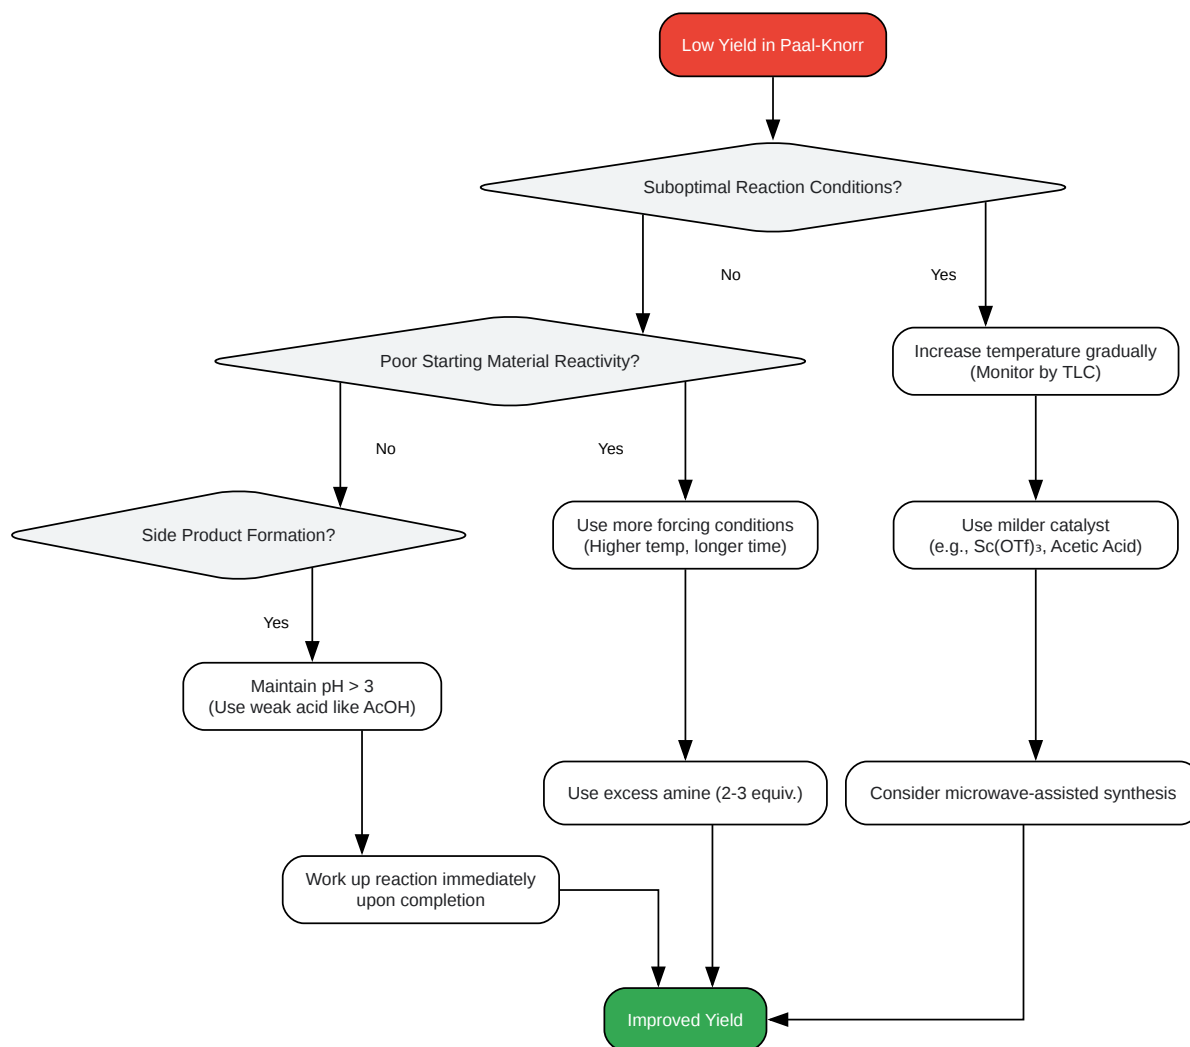 Low Yield in Paal-Knorr
Suboptimal Reaction Conditions?
No
Yes
Poor Starting Material Reactivity?
Increase temperature gradually
(Monitor by TLC)
No
Yes
Side Product Formation?
Use more forcing conditions
(Higher temp, longer time)
Use milder catalyst
(e.g., Sc(OTf)₃, Acetic Acid)
Yes
Maintain pH > 3
(Use weak acid like AcOH)
Use excess amine (2-3 equiv.)
Consider microwave-assisted synthesis
Work up reaction immediately
upon completion
Improved Yield